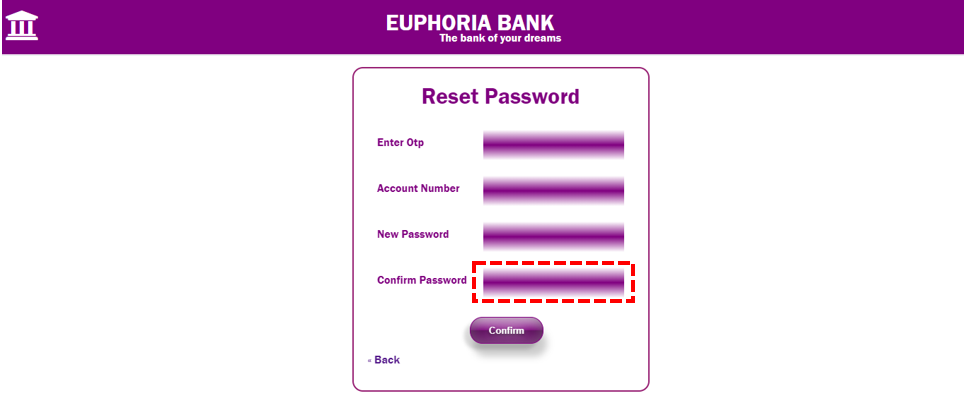 EUPHORIA BANK
The bank of your dreams
Reset Password
Enter Otp
Account Number
New Password
Confirm Password
Confirm
« Back